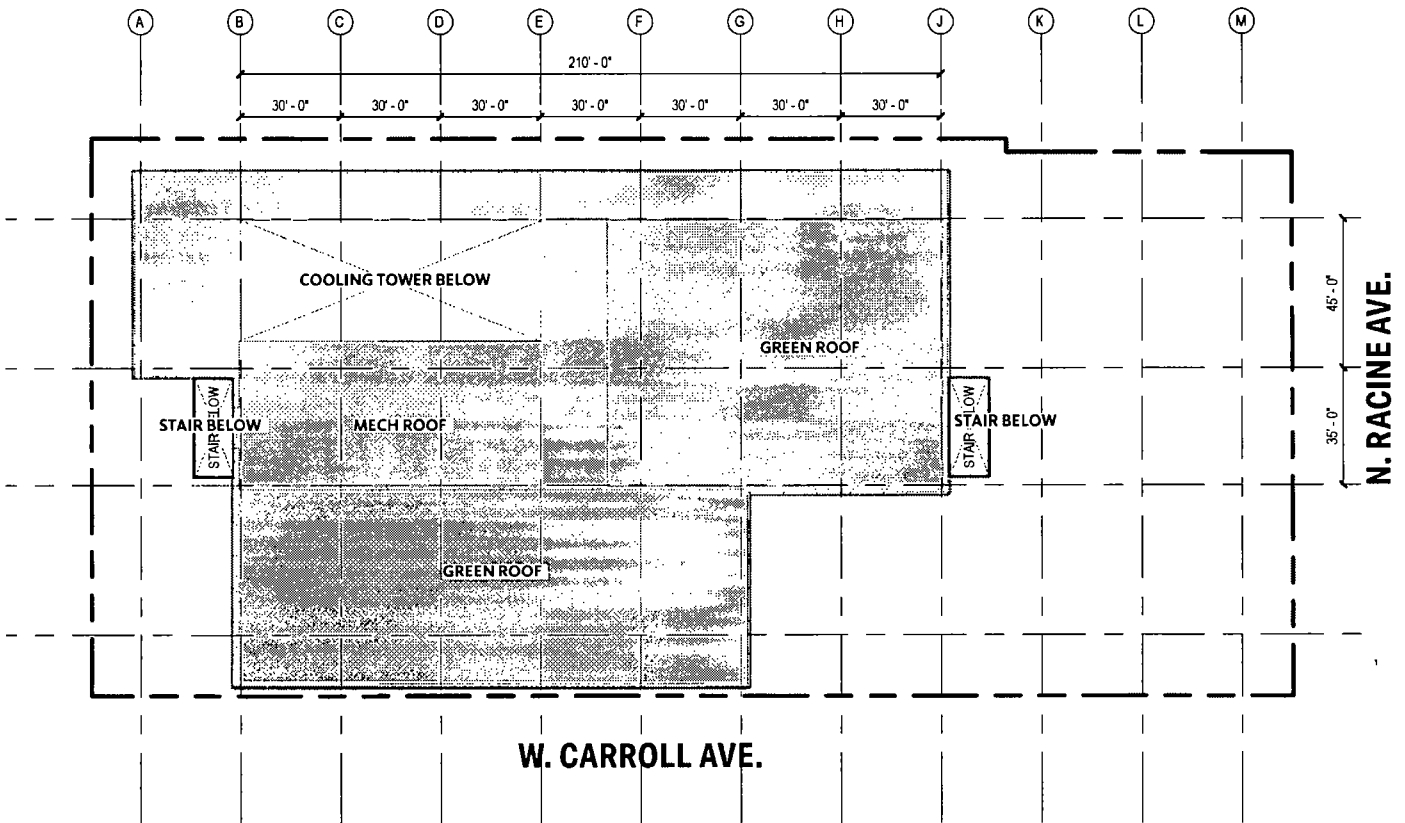 A B C D E F G H J K L M
210' - 0"
30' - 0" 30' - 0" 30' - 0" 30' - 0" 30' - 0" 30' - 0" 30' - 0"
COOLING TOWER BELOW
45' - 0"
GREEN ROOF
N. RACINE AVE.
STAIR BELOW
STAIR BELOW
MECH ROOF
STAIR BELOW
STAIR BELOW
35' - 0"
GREEN ROOF
1
W. CARROLL AVE.